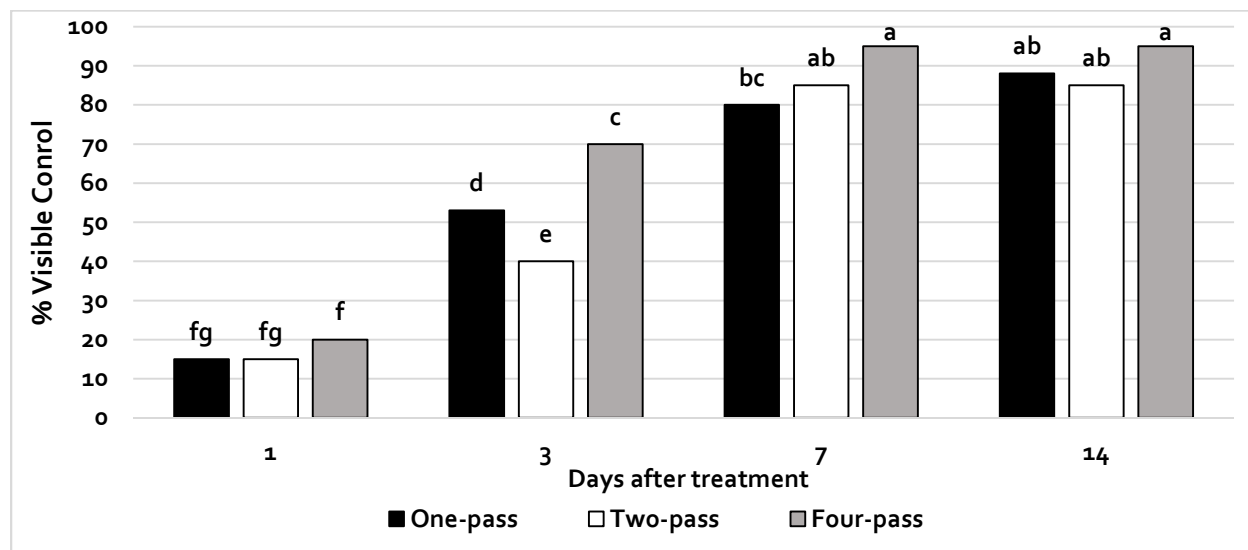 100
90
80
70
60
50
40
30
20
10
0
% Visible Conrol
fg fg f
d e c
bc ab a
ab ab a
1 3 7 14
Days after treatment
One-pass Two-pass Four-pass